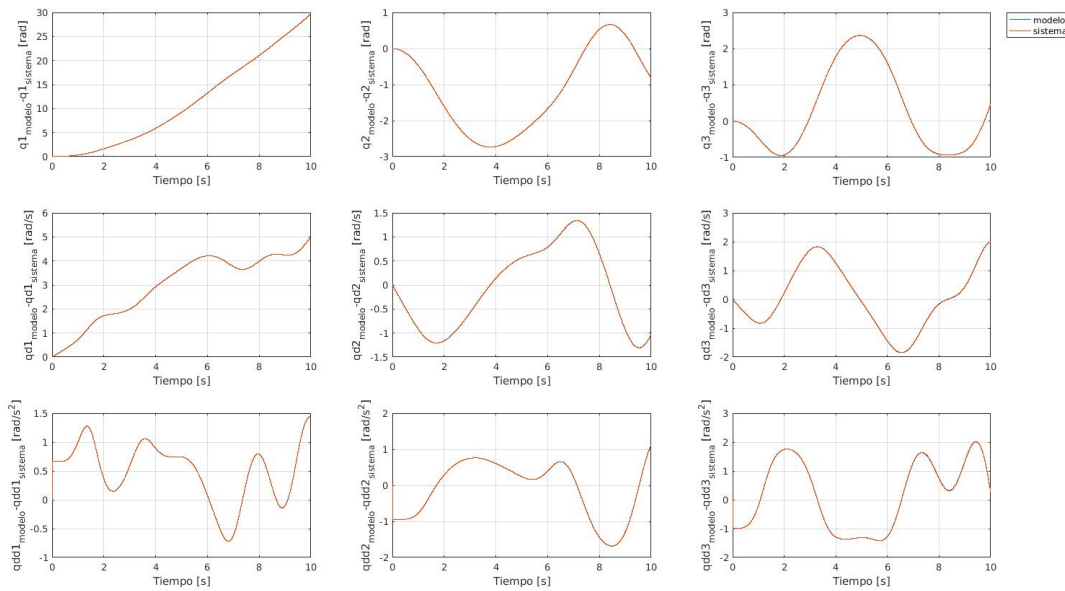 modelo
sistema
q1modelo-q1sistema [rad]
30
25
20
15
10
5
0
0 2 4 6 8 10
Tiempo [s]
q2modelo-q2sistema [rad]
1
0
-1
-2
-3
0 2 4 6 8 10
Tiempo [s]
q3modelo-q3sistema [rad]
3
2
1
0
-1
0 2 4 6 8 10
Tiempo [s]
qd1modelo-qd1sistema [rad/s]
6
5
4
3
2
1
0
0 2 4 6 8 10
Tiempo [s]
qd2modelo-qd2sistema [rad/s]
1.5
1
0.5
0
-0.5
-1
-1.5
0 2 4 6 8 10
Tiempo [s]
qd3modelo-qd3sistema [rad/s]
3
2
1
0
-1
-2
0 2 4 6 8 10
Tiempo [s]
qdd1modelo-qdd1sistema [rad/s²]
1.5
1
0.5
0
-0.5
-1
0 2 4 6 8 10
Tiempo [s]
qdd2modelo-qdd2sistema [rad/s²]
2
1
0
-1
-2
0 2 4 6 8 10
Tiempo [s]
qdd3modelo-qdd3sistema [rad/s²]
3
2
1
0
-1
-2
0 2 4 6 8 10
Tiempo [s]